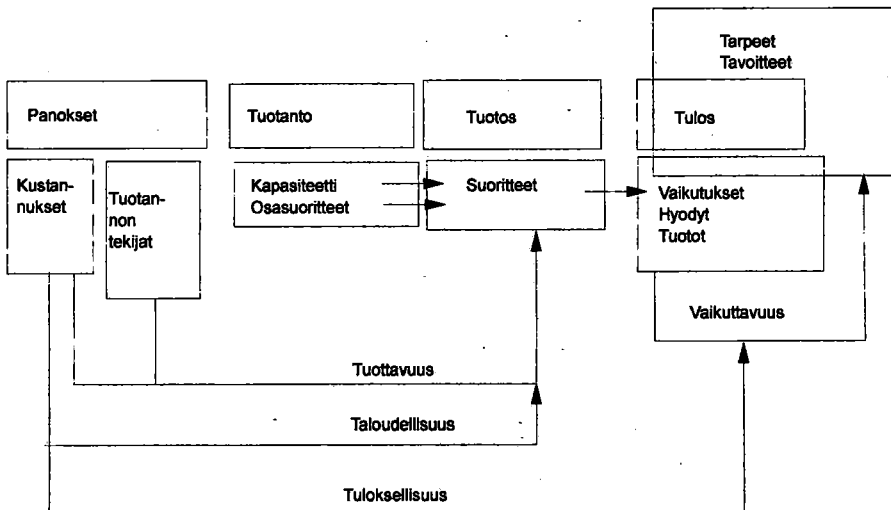 Tarpeet
Tavoitteet
Panokset
Tuotanto
Tuotos
Tulos
Kustan-
nukset
Tuotan-
non
tekijat
Kapasiteetti
Osasuoritteet
Suoritteet
Vaikutukset
Hyodyt
Tuotot
Vaikuttavuus
Tuottavuus
Taloudellisuus
Tuloksellisuus